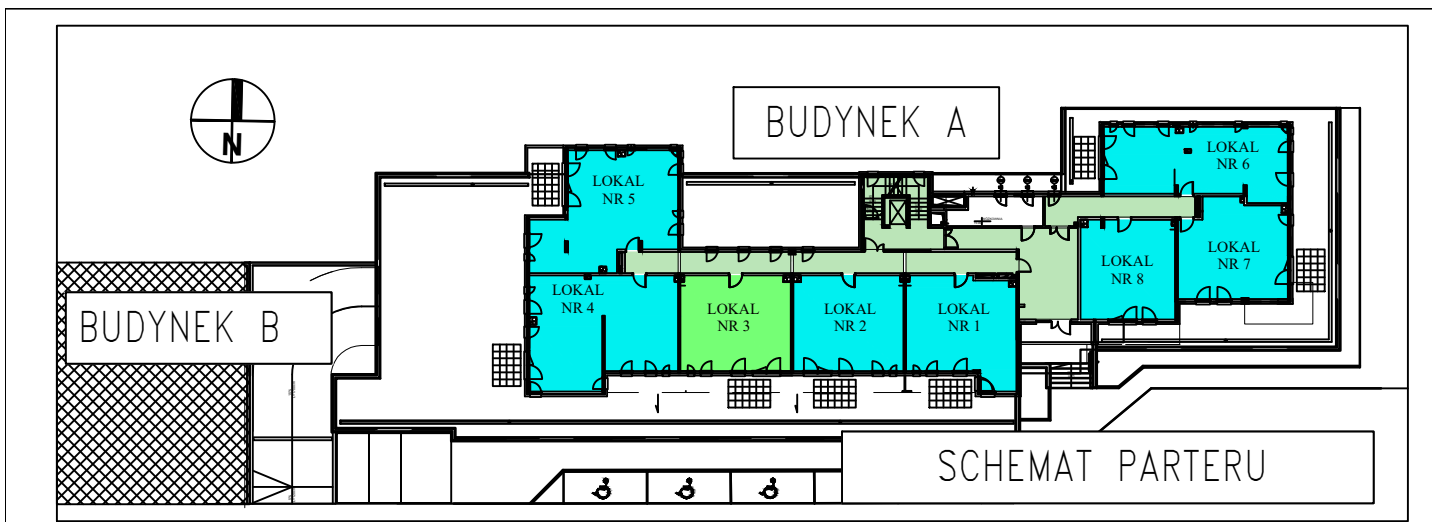 BUDYNEK A
N
LOKAL
NR 6
LOKAL
NR 5
LOKAL
NR 7
LOKAL
NR 8
LOKAL
NR 4
LOKAL
NR 3
LOKAL
NR 2
LOKAL
NR 1
BUDYNEK B
SCHEMAT PARTERU